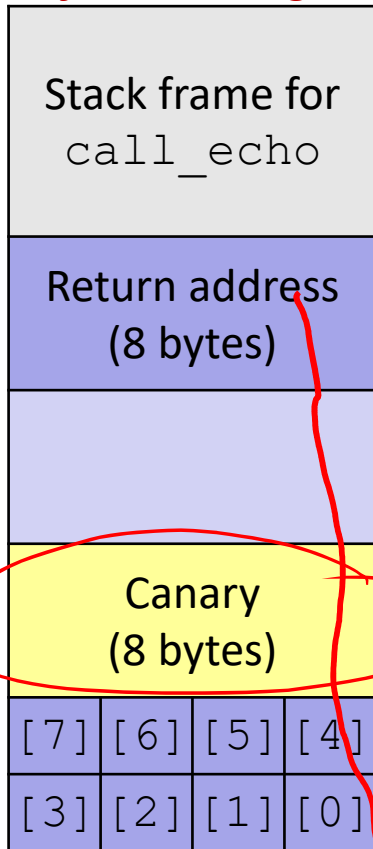 Stack frame for
call_echo
Return address
(8 bytes)
Canary
(8 bytes)
[7] [6] [5] [4]
[3] [2] [1] [0]